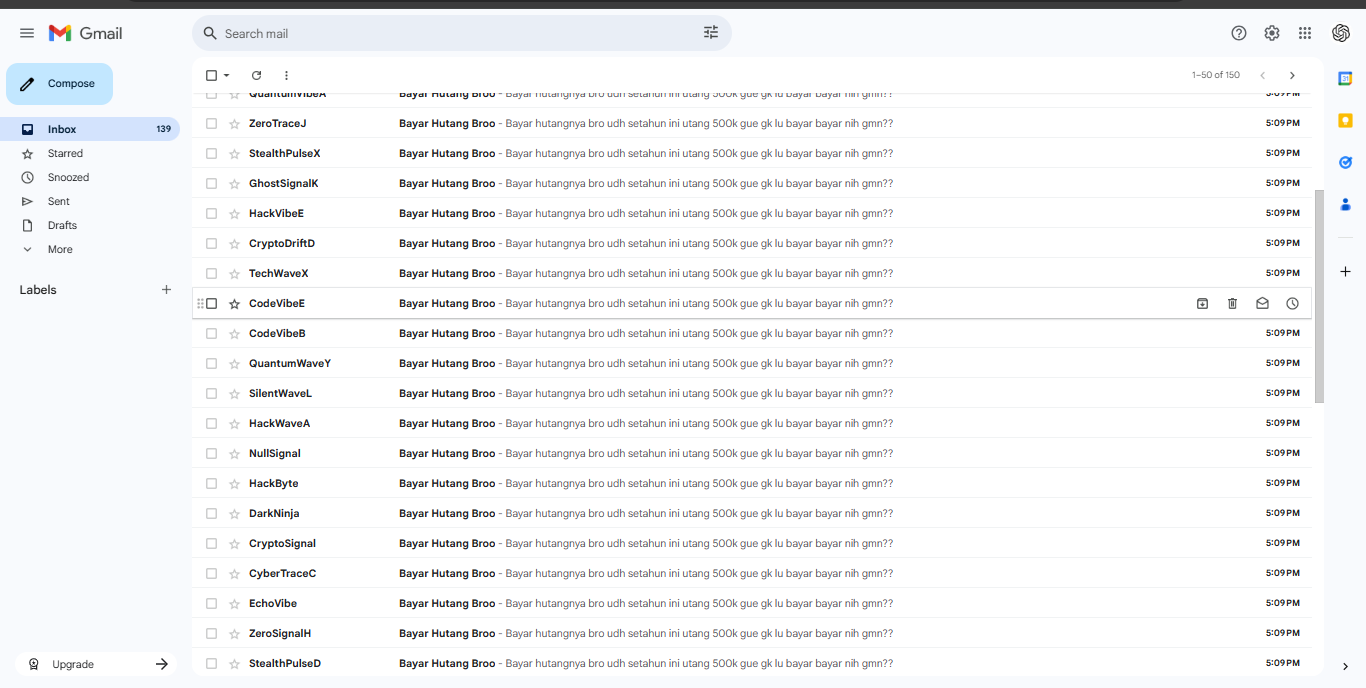 Gmail
Search mail
Compose
1–50 of 150
Inbox 139
Starred
Snoozed
Sent
Drafts
More
Labels
Upgrade
31
QuantumVibeA Bayar Hutang Broo - Bayar hutangnya bro udh setahun ini utang 500k gue gk lu bayar bayar nih gmn?? 5:09 PM
ZeroTraceJ Bayar Hutang Broo - Bayar hutangnya bro udh setahun ini utang 500k gue gk lu bayar bayar nih gmn?? 5:09 PM
StealthPulseX Bayar Hutang Broo - Bayar hutangnya bro udh setahun ini utang 500k gue gk lu bayar bayar nih gmn?? 5:09 PM
GhostSignalK Bayar Hutang Broo - Bayar hutangnya bro udh setahun ini utang 500k gue gk lu bayar bayar nih gmn?? 5:09 PM
HackVibeE Bayar Hutang Broo - Bayar hutangnya bro udh setahun ini utang 500k gue gk lu bayar bayar nih gmn?? 5:09 PM
CryptoDriftD Bayar Hutang Broo - Bayar hutangnya bro udh setahun ini utang 500k gue gk lu bayar bayar nih gmn?? 5:09 PM
TechWaveX Bayar Hutang Broo - Bayar hutangnya bro udh setahun ini utang 500k gue gk lu bayar bayar nih gmn?? 5:09 PM
CodeVibeE Bayar Hutang Broo - Bayar hutangnya bro udh setahun ini utang 500k gue gk lu bayar bayar nih gmn??
CodeVibeB Bayar Hutang Broo - Bayar hutangnya bro udh setahun ini utang 500k gue gk lu bayar bayar nih gmn?? 5:09 PM
QuantumWaveY Bayar Hutang Broo - Bayar hutangnya bro udh setahun ini utang 500k gue gk lu bayar bayar nih gmn?? 5:09 PM
SilentWaveL Bayar Hutang Broo - Bayar hutangnya bro udh setahun ini utang 500k gue gk lu bayar bayar nih gmn?? 5:09 PM
HackWaveA Bayar Hutang Broo - Bayar hutangnya bro udh setahun ini utang 500k gue gk lu bayar bayar nih gmn?? 5:09 PM
NullSignal Bayar Hutang Broo - Bayar hutangnya bro udh setahun ini utang 500k gue gk lu bayar bayar nih gmn?? 5:09 PM
HackByte Bayar Hutang Broo - Bayar hutangnya bro udh setahun ini utang 500k gue gk lu bayar bayar nih gmn?? 5:09 PM
DarkNinja Bayar Hutang Broo - Bayar hutangnya bro udh setahun ini utang 500k gue gk lu bayar bayar nih gmn?? 5:09 PM
CryptoSignal Bayar Hutang Broo - Bayar hutangnya bro udh setahun ini utang 500k gue gk lu bayar bayar nih gmn?? 5:09 PM
CyberTraceC Bayar Hutang Broo - Bayar hutangnya bro udh setahun ini utang 500k gue gk lu bayar bayar nih gmn?? 5:09 PM
EchoVibe Bayar Hutang Broo - Bayar hutangnya bro udh setahun ini utang 500k gue gk lu bayar bayar nih gmn?? 5:09 PM
ZeroSignalH Bayar Hutang Broo - Bayar hutangnya bro udh setahun ini utang 500k gue gk lu bayar bayar nih gmn?? 5:09 PM
StealthPulseD Bayar Hutang Broo - Bayar hutangnya bro udh setahun ini utang 500k gue gk lu bayar bayar nih gmn?? 5:09 PM